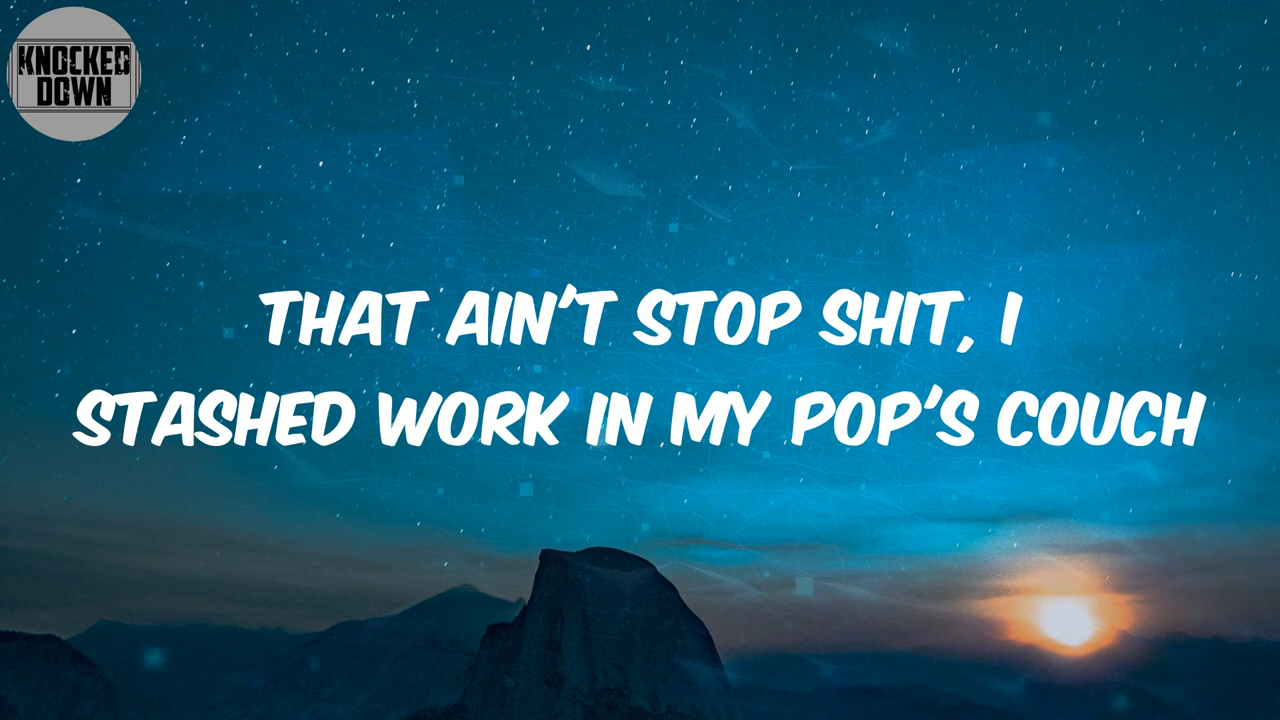 KNOCKED
DOWN
THAT AIN'T STOP SHIT, I
STASHED WORK IN MY POP'S COUCH